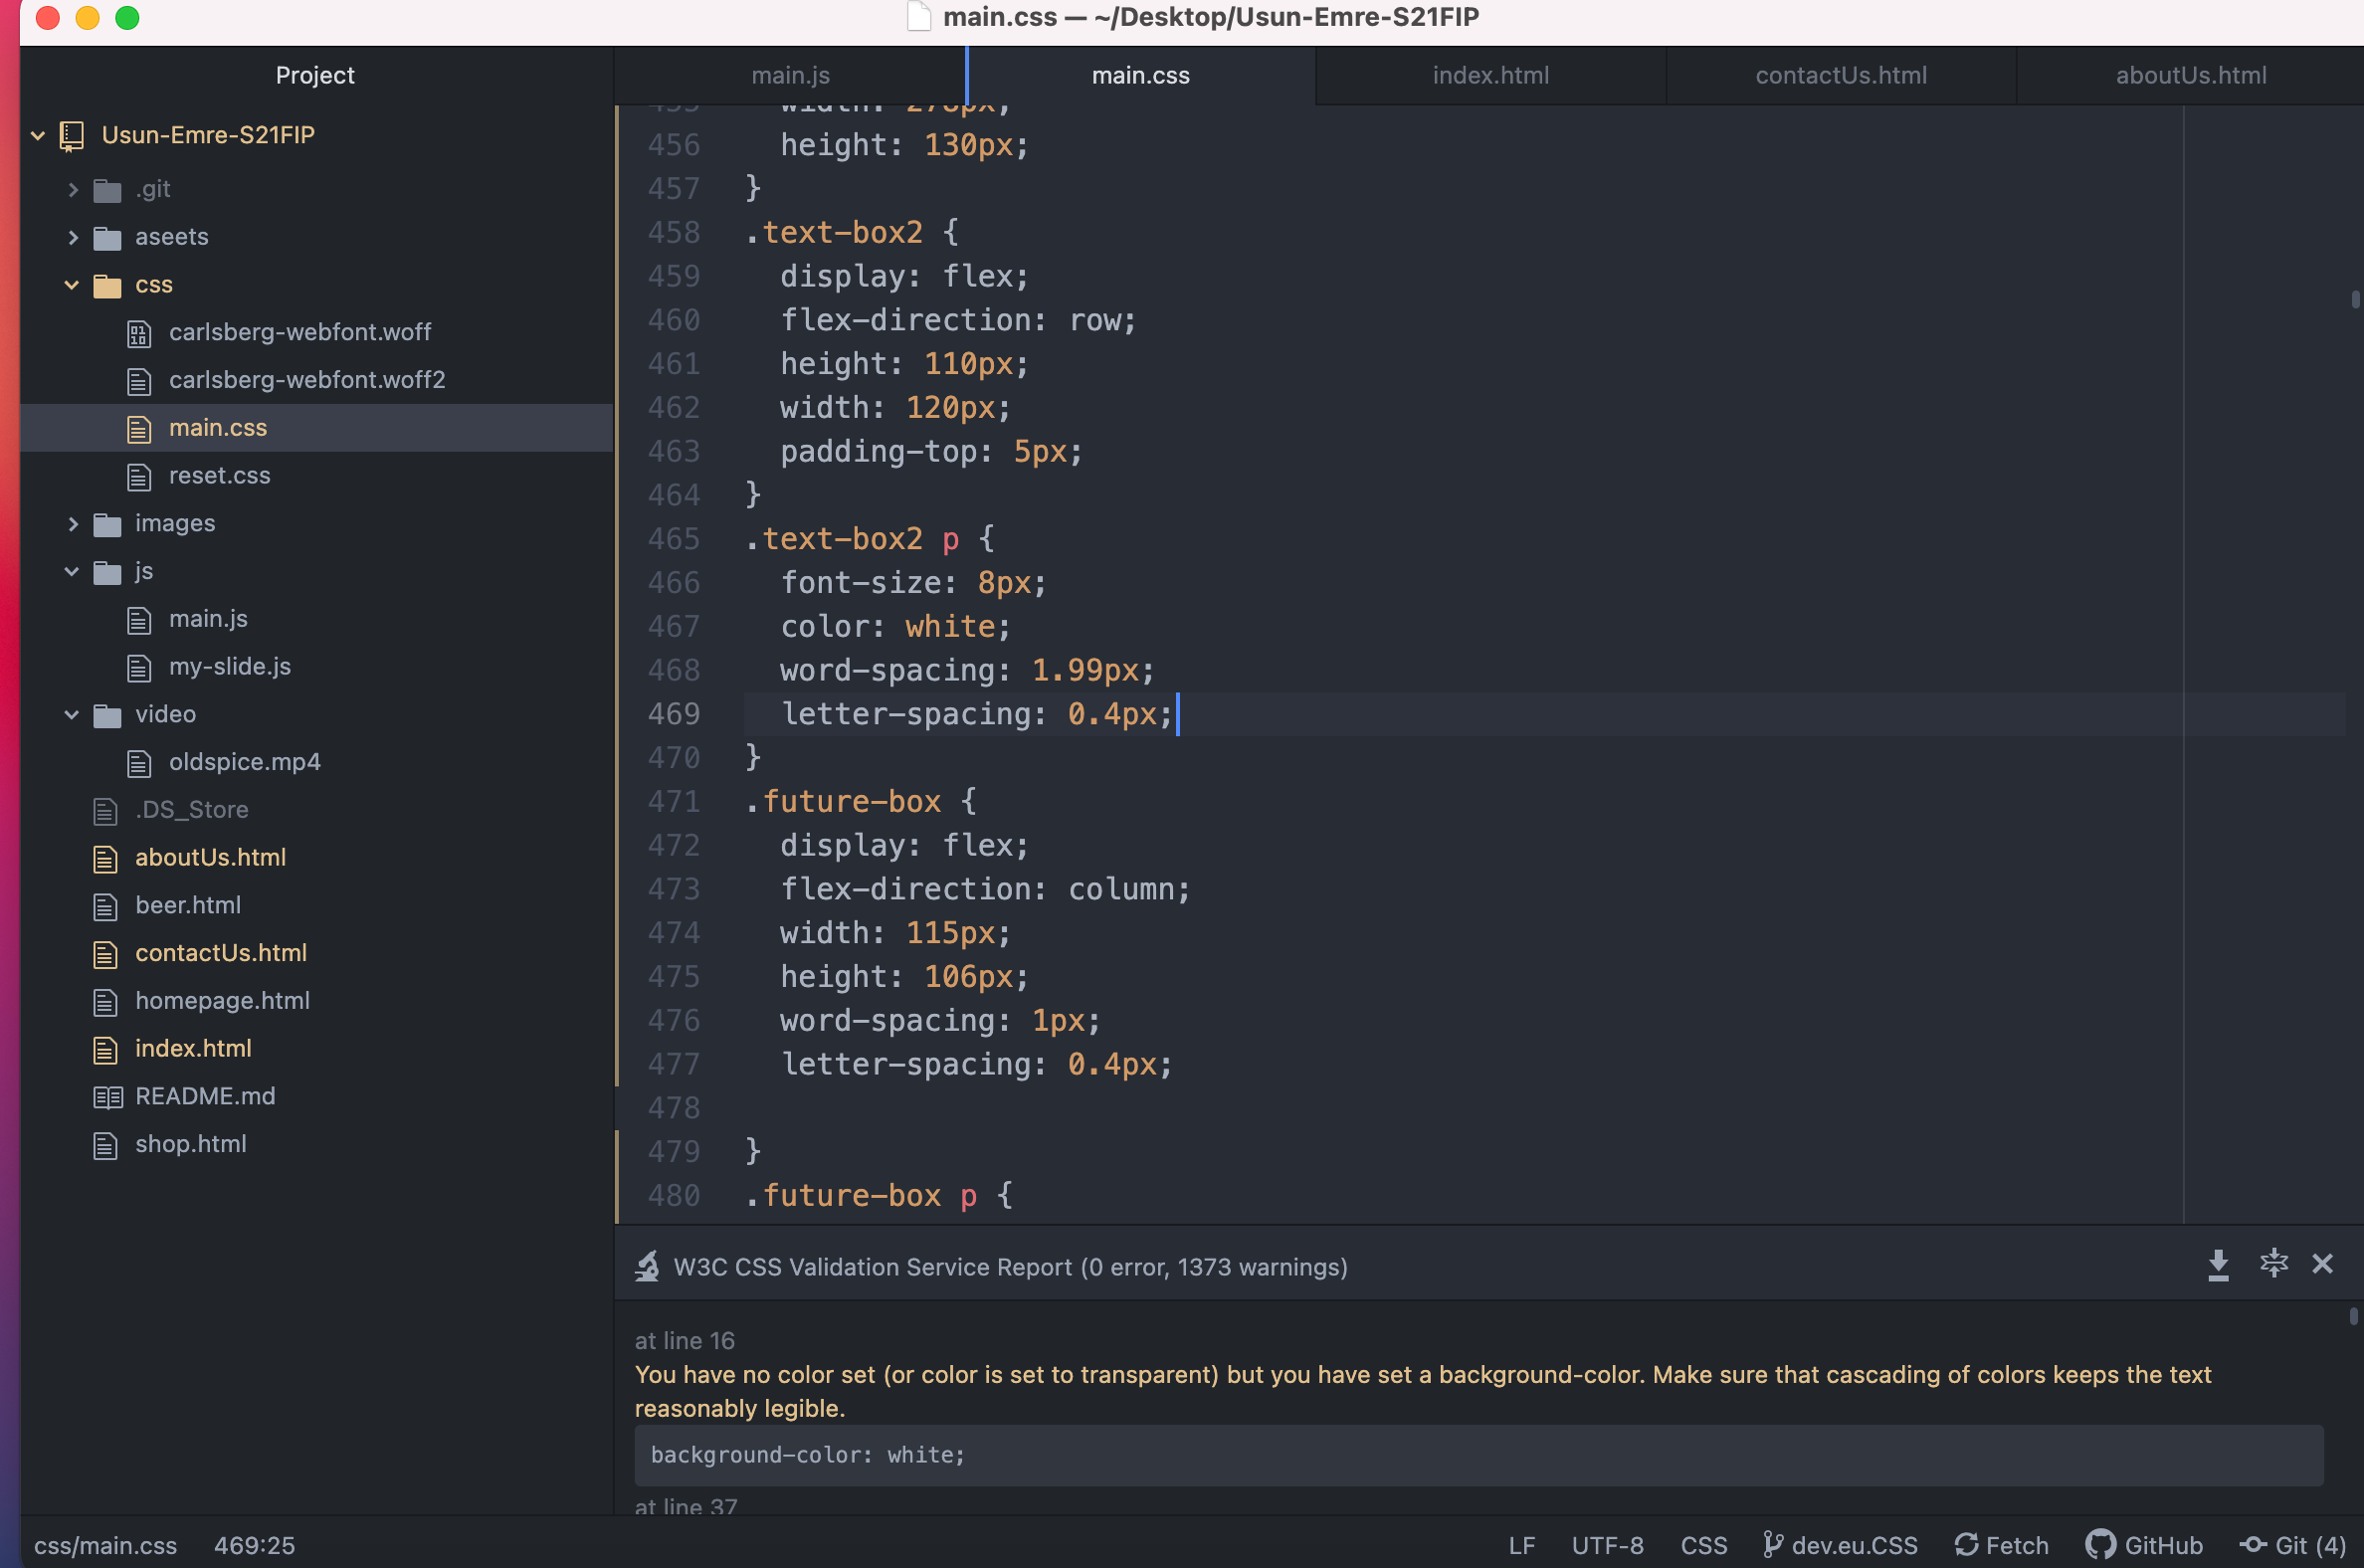 main.css — ~/Desktop/Usun-Emre-S21FIP
Project
Usun-Emre-S21FIP
.git
aseets
css
carlsberg-webfont.woff
carlsberg-webfont.woff2
main.css
reset.css
images
js
main.js
my-slide.js
video
oldspice.mp4
.DS_Store
aboutUs.html
beer.html
contactUs.html
homepage.html
index.html
README.md
shop.html
main.js
main.css
index.html
contactUs.html
aboutUs.html
455 width: 278px;
456 height: 130px;
457 }
458 .text-box2 {
459 display: flex;
460 flex-direction: row;
461 height: 110px;
462 width: 120px;
463 padding-top: 5px;
464 }
465 .text-box2 p {
466 font-size: 8px;
467 color: white;
468 word-spacing: 1.99px;
469 letter-spacing: 0.4px;
470 }
471 .future-box {
472 display: flex;
473 flex-direction: column;
474 width: 115px;
475 height: 106px;
476 word-spacing: 1px;
477 letter-spacing: 0.4px;
478
479 }
480 .future-box p {
W3C CSS Validation Service Report (0 error, 1373 warnings)
at line 16
You have no color set (or color is set to transparent) but you have set a background-color. Make sure that cascading of colors keeps the text
reasonably legible.
background-color: white;
at line 37
css/main.css 469:25 LF UTF-8 CSS dev.eu.CSS Fetch GitHub Git (4)